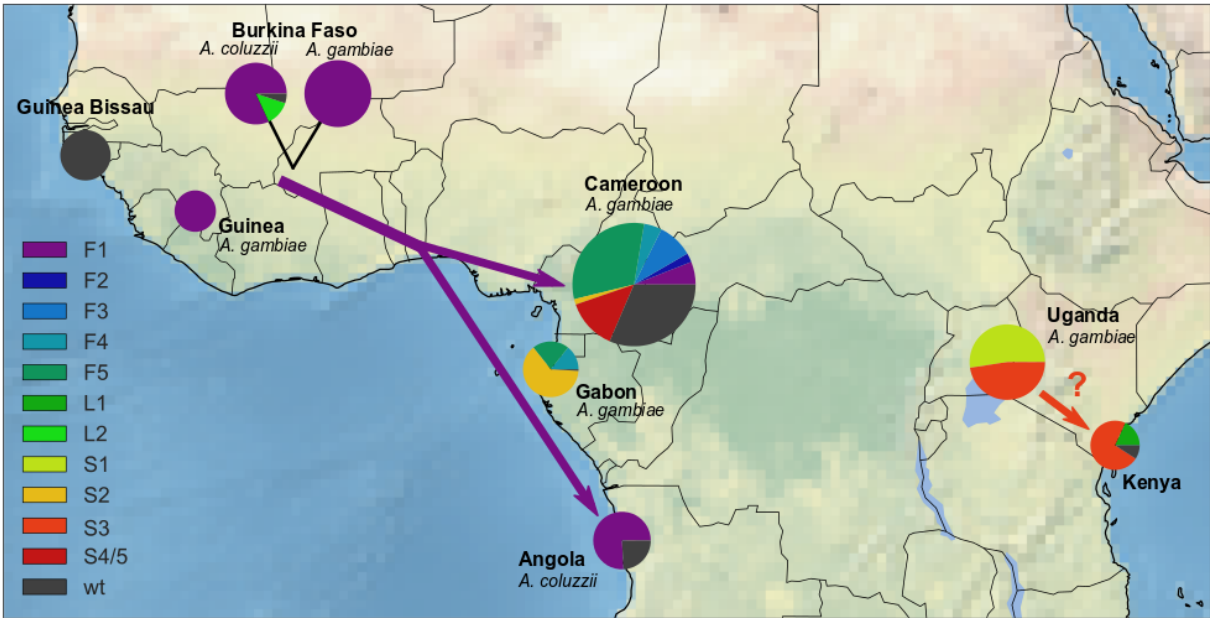 Burkina Faso
A. coluzzii
A. gambiae
Guinea Bissau
Cameroon
A. gambiae
Guinea
A. gambiae
F1
F2
F3
F4
F5
L1
L2
S1
S2
S3
S4/5
wt
Uganda
A. gambiae
?
Gabon
A. gambiae
Kenya
Angola
A. coluzzii